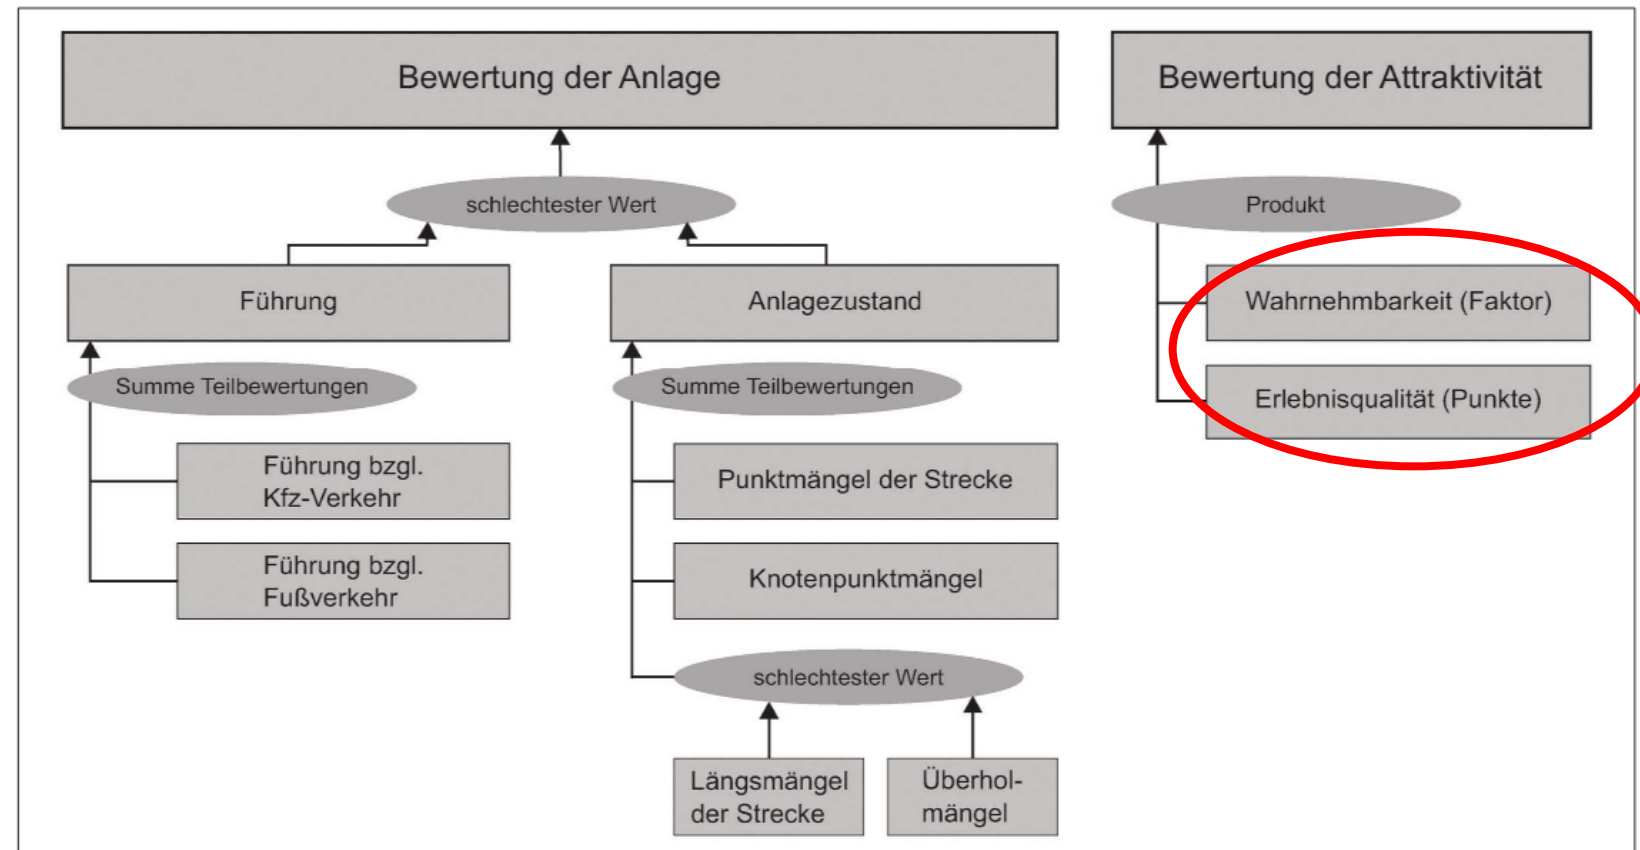 Bewertung der Anlage
Bewertung der Attraktivität
schlechtester Wert
Produkt
Führung
Anlagezustand
Wahrnehmbarkeit (Faktor)
Summe Teilbewertungen
Summe Teilbewertungen
Erlebnisqualität (Punkte)
Führung bzgl.
Kfz-Verkehr
Punktmängel der Strecke
Führung bzgl.
Fußverkehr
Knotenpunktmängel
schlechtester Wert
Längsmängel
der Strecke
Überhol-
mängel